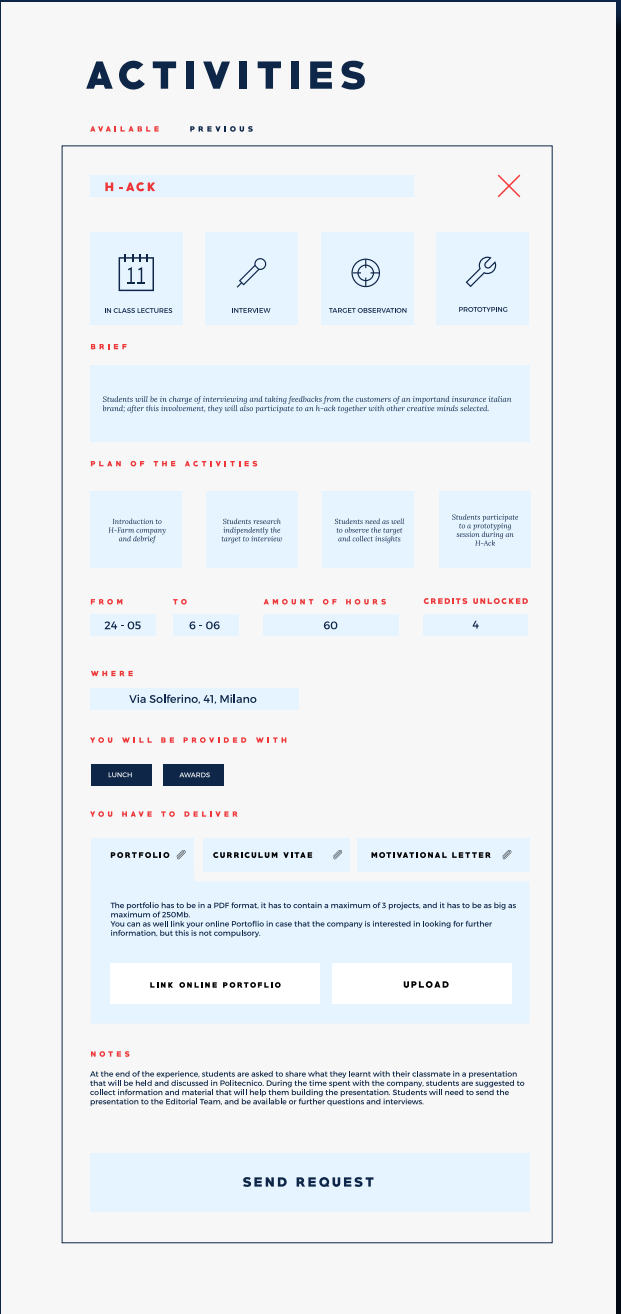 ACTIVITIES
AVAILABLE PREVIOUS
H-ACK
11
IN CLASS LECTURES
INTERVIEW
TARGET OBSERVATION
PROTOTYPING
BRIEF
Students will be in charge of interviewing and taking feedbacks from the customers of an importand insurance italian
brand; after this involvement, they will also participate to an h-ack together with other creative minds selected.
PLAN OF THE ACTIVITIES
Introduction to
H-Farm company
and debrief
Students research
indipendently the
target to interview
Students need as well
to observe the target
and collect insights
Students participate
to a prototyping
session during an
H-Ack
FROM TO AMOUNT OF HOURS CREDITS UNLOCKED
24 - 05 6 - 06 60 4
WHERE
Via Solferino, 41, Milano
YOU WILL BE PROVIDED WITH
LUNCH AWARDS
YOU HAVE TO DELIVER
PORTFOLIO CURRICULUM VITAE MOTIVATIONAL LETTER
The portfolio has to be in a PDF format, it has to contain a maximum of 3 projects, and it has to be as big as
maximum of 250Mb.
You can as well link your online Portoflio in case that the company is interested in looking for further
information, but this is not compulsory.
LINK ONLINE PORTOFLIO UPLOAD
NOTES
At the end of the experience, students are asked to share what they learnt with their classmate in a presentation
that will be held and discussed in Politecnico. During the time spent with the company, students are suggested to
collect information and material that will help them building the presentation. Students will need to send the
presentation to the Editorial Team, and be available or further questions and interviews.
SEND REQUEST